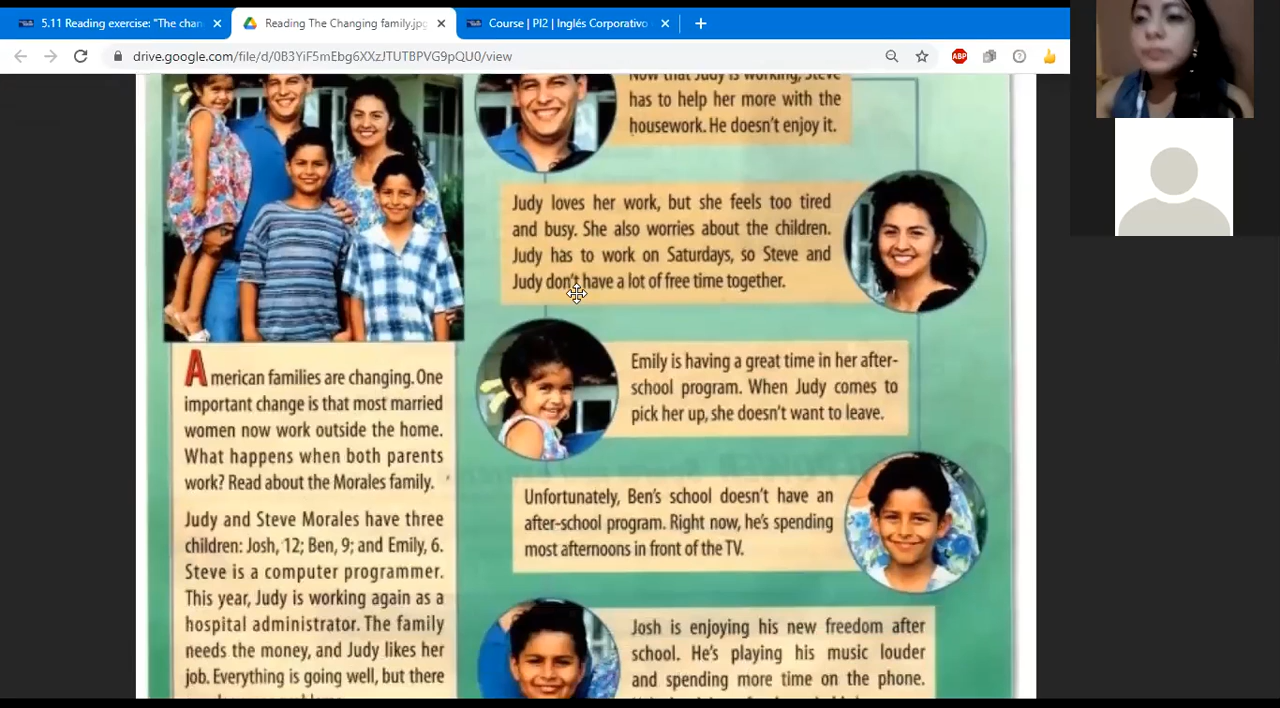 5.11 Reading exercise: "The chan
Reading The Changing family.jpg
Course | PI2 | Inglés Corporativo
drive.google.com/file/d/0B3YiF5mEbg6XXzJTUTBPVG9pQU0/view
ABP
Now that Judy is working, Steve
has to help her more with the
housework. He doesn't enjoy it.
Judy loves her work, but she feels too tired
and busy. She also worries about the children.
Judy has to work on Saturdays, so Steve and
Judy don't have a lot of free time together.
Emily is having a great time in her after-
school program. When Judy comes to
pick her up, she doesn't want to leave.
Unfortunately, Ben's school doesn't have an
after-school program. Right now, he's spending
most afternoons in front of the TV.
Josh is enjoying his new freedom after
school. He's playing his music louder
and spending more time on the phone.
American families are changing. One
important change is that most married
women now work outside the home.
What happens when both parents
work? Read about the Morales family.
Judy and Steve Morales have three
children: Josh, 12; Ben, 9; and Emily, 6.
Steve is a computer programmer.
This year, Judy is working again as a
hospital administrator. The family
needs the money, and Judy likes her
job. Everything is going well, but there